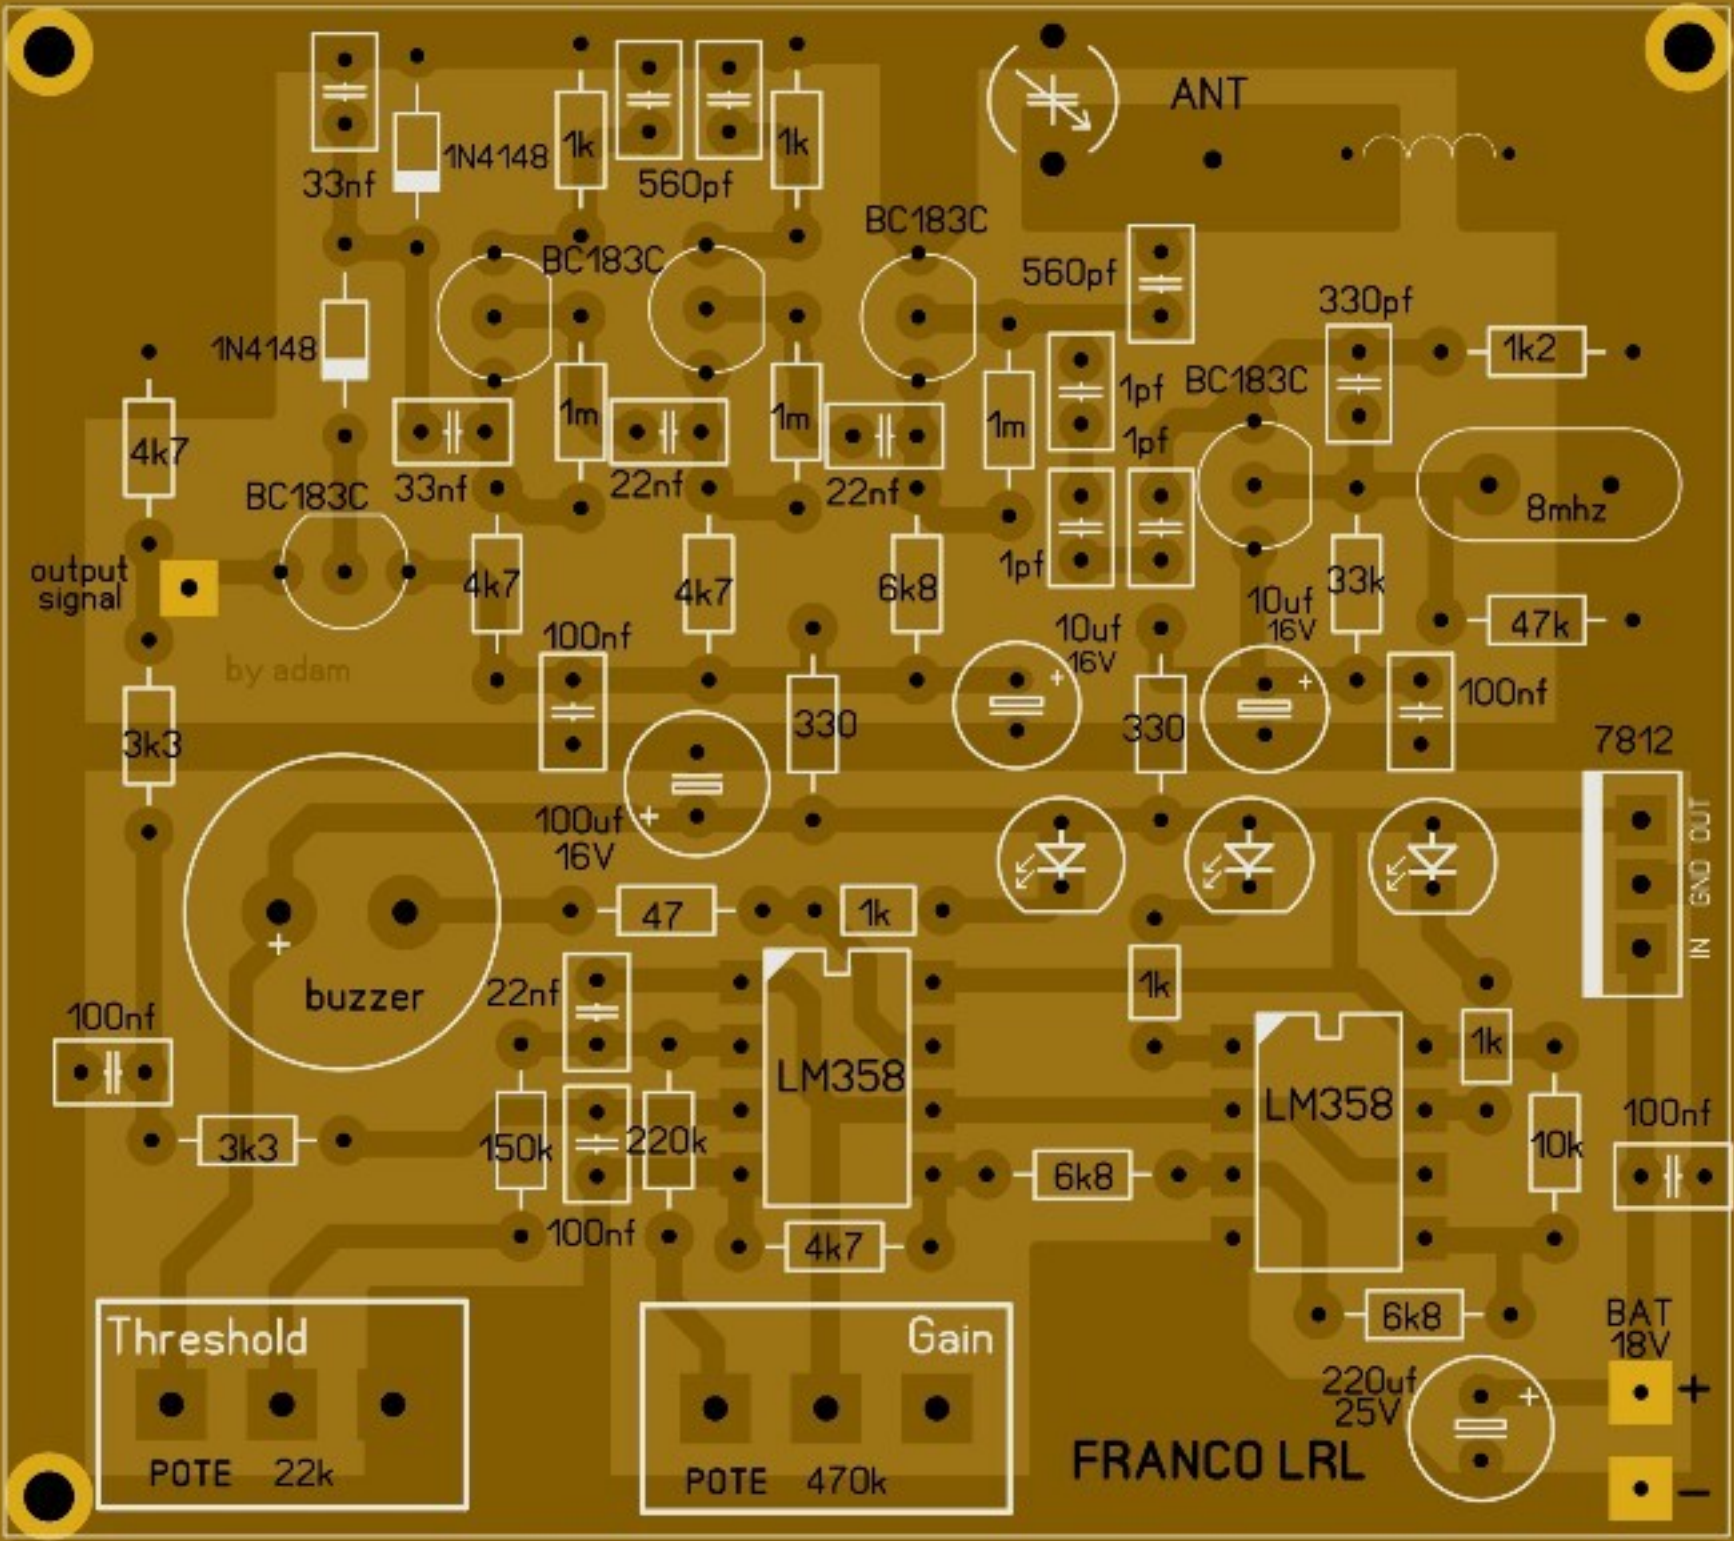 ANT
1N4148
1k
1k
33nf
560pf
BC183C
BC183C
560pf
330pf
1N4148
1k2
1pf
BC183C
1m
1m
1m
1pf
4k7
BC183C
33nf
22nf
22nf
8mhz
output
signal
4k7
4k7
6k8
1pf
33k
10uf
16V
47k
100nf
10uf
16V
by adam
100nf
3k3
330
330
7812
100uf
16V
OUT
GND
IN
47
1k
buzzer
22nf
1k
100nf
1k
LM358
LM358
100nf
3k3
150k
220k
10k
6k8
100nf
4k7
Threshold
Gain
6k8
BAT
18V
220uf
25V
+
POTE 22k
POTE 470k
FRANCO LRL
−